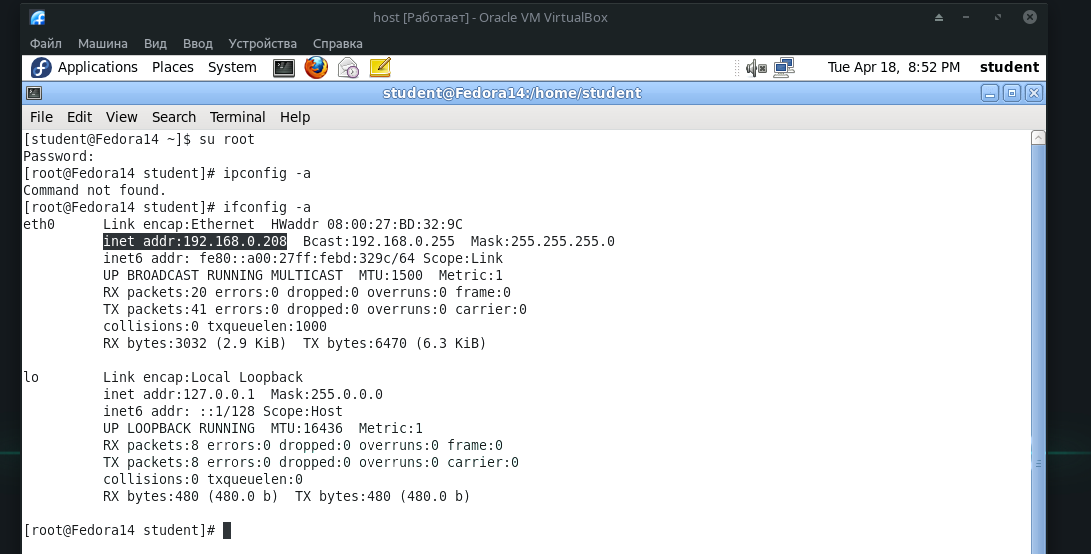 host [Работает] - Oracle VM VirtualBox
Файл Машина Вид Ввод Устройства Справка
Applications Places System Tue Apr 18, 8:52 PM student
student@Fedora14:/home/student
File Edit View Search Terminal Help
[student@Fedora14 ~]$ su root
Password:
[root@Fedora14 student]# ipconfig -a
Command not found.
[root@Fedora14 student]# ifconfig -a
eth0 Link encap:Ethernet HWaddr 08:00:27:BD:32:9C
inet addr:192.168.0.208 Bcast:192.168.0.255 Mask:255.255.255.0
inet6 addr: fe80::a00:27ff:febd:329c/64 Scope:Link
UP BROADCAST RUNNING MULTICAST MTU:1500 Metric:1
RX packets:20 errors:0 dropped:0 overruns:0 frame:0
TX packets:41 errors:0 dropped:0 overruns:0 carrier:0
collisions:0 txqueuelen:1000
RX bytes:3032 (2.9 KiB) TX bytes:6470 (6.3 KiB)
lo Link encap:Local Loopback
inet addr:127.0.0.1 Mask:255.0.0.0
inet6 addr: ::1/128 Scope:Host
UP LOOPBACK RUNNING MTU:16436 Metric:1
RX packets:8 errors:0 dropped:0 overruns:0 frame:0
TX packets:8 errors:0 dropped:0 overruns:0 carrier:0
collisions:0 txqueuelen:0
RX bytes:480 (480.0 b) TX bytes:480 (480.0 b)
[root@Fedora14 student]#